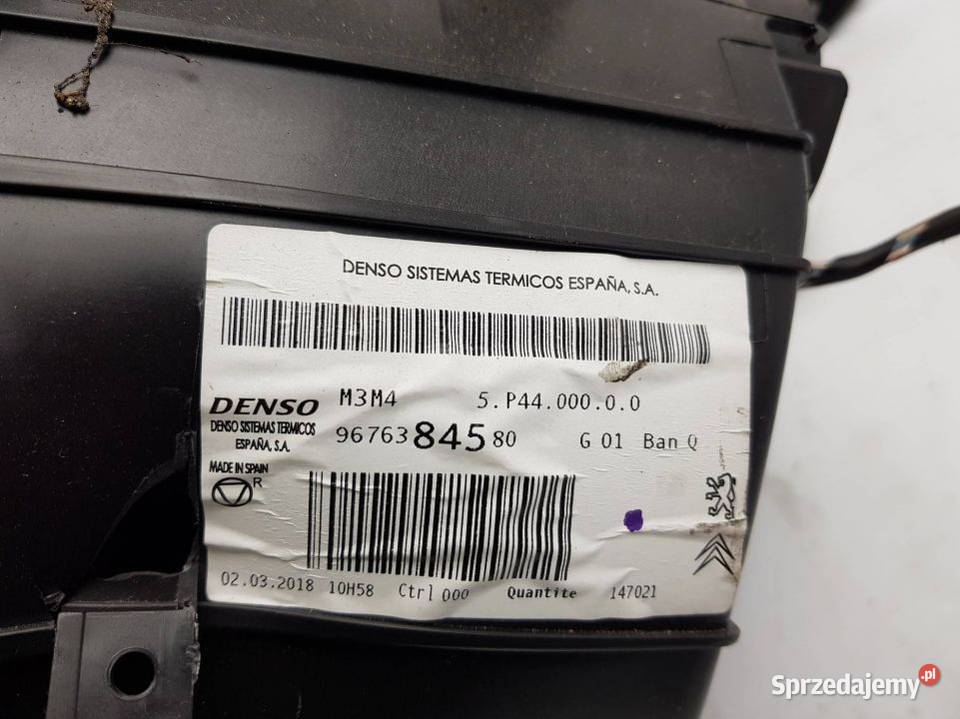 DENSO SISTEMAS TERMICOS ESPAÑA, S.A.
M3M4 5.P44.000.0.0
DENSO
DENSO SISTEMAS TERMICOS
ESPAÑA, S.A.
96763 845 80 G 01 Ban Q
MADE IN SPAIN
R
02.03.2018 10H58 Ctrl 000 Quantite 147021
Sprzedajemy.pl